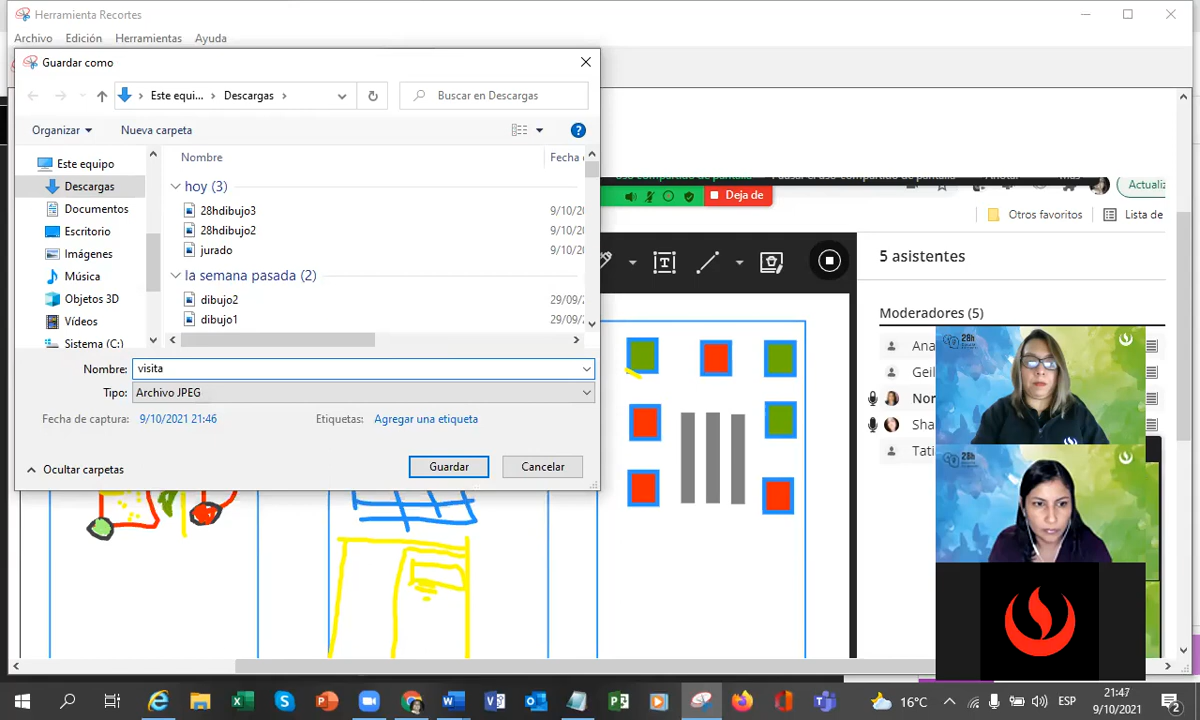 Herramienta Recortes
Archivo Edición Herramientas Ayuda
Guardar como
Este equi... Descargas
Buscar en Descargas
Organizar Nueva carpeta
Este equipo
Descargas
Documentos
Escritorio
Imágenes
Música
Objetos 3D
Vídeos
Sistema (C:)
Nombre Fecha
hoy (3)
28hdibujo3 9/10/20
28hdibujo2 9/10/20
jurado 9/10/20
la semana pasada (2)
dibujo2 29/09/
dibujo1 29/09/
Nombre: visita
Tipo: Archivo JPEG
Fecha de captura: 9/10/2021 21:46 Etiquetas: Agregar una etiqueta
Ocultar carpetas Guardar Cancelar
Deja de
Actualiz
Otros favoritos Lista de
T
5 asistentes
Moderadores (5)
Ana
Geil
Nor
Sha
Tati
28h
28h
16°C ESP 21:47
9/10/2021
2